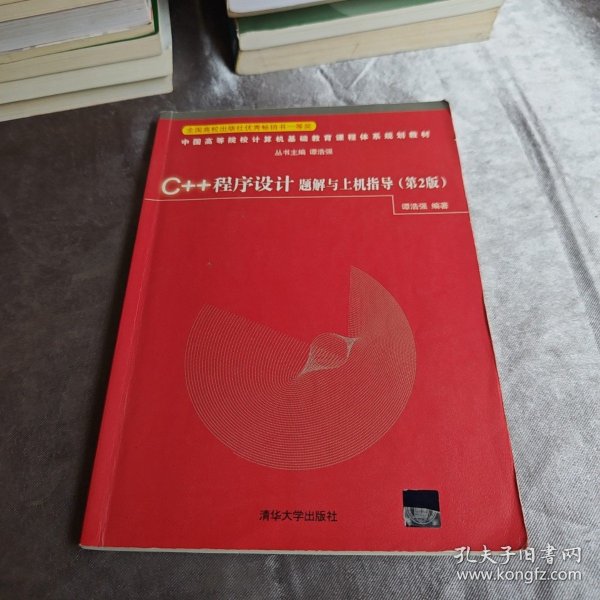 全国高校出版社优秀畅销书一等奖
中国高等院校计算机基础教育课程体系规划教材
丛书主编 谭浩强
C++程序设计 题解与上机指导(第2版)
谭浩强 编著
清华大学出版社
孔夫子旧书网
www.kongfz.com